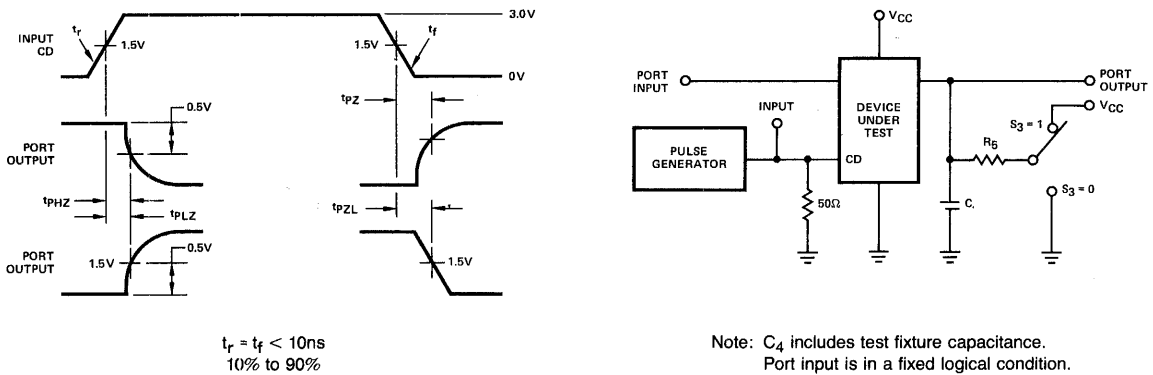 INPUT
CD
tr
1.5V
1.5V
tf
3.0V
0V
tPZ
0.5V
PORT
OUTPUT
tPHZ
tPLZ
tPZL
PORT
OUTPUT
1.5V
0.5V
1.5V
tr = tf < 10ns
10% to 90%
VCC
PORT
INPUT
PORT
OUTPUT
INPUT
DEVICE
UNDER
TEST
VCC
S3 = 1
PULSE
GENERATOR
CD
R5
50Ω
C.
S3 = 0
Note: C4 includes test fixture capacitance.
Port input is in a fixed logical condition.